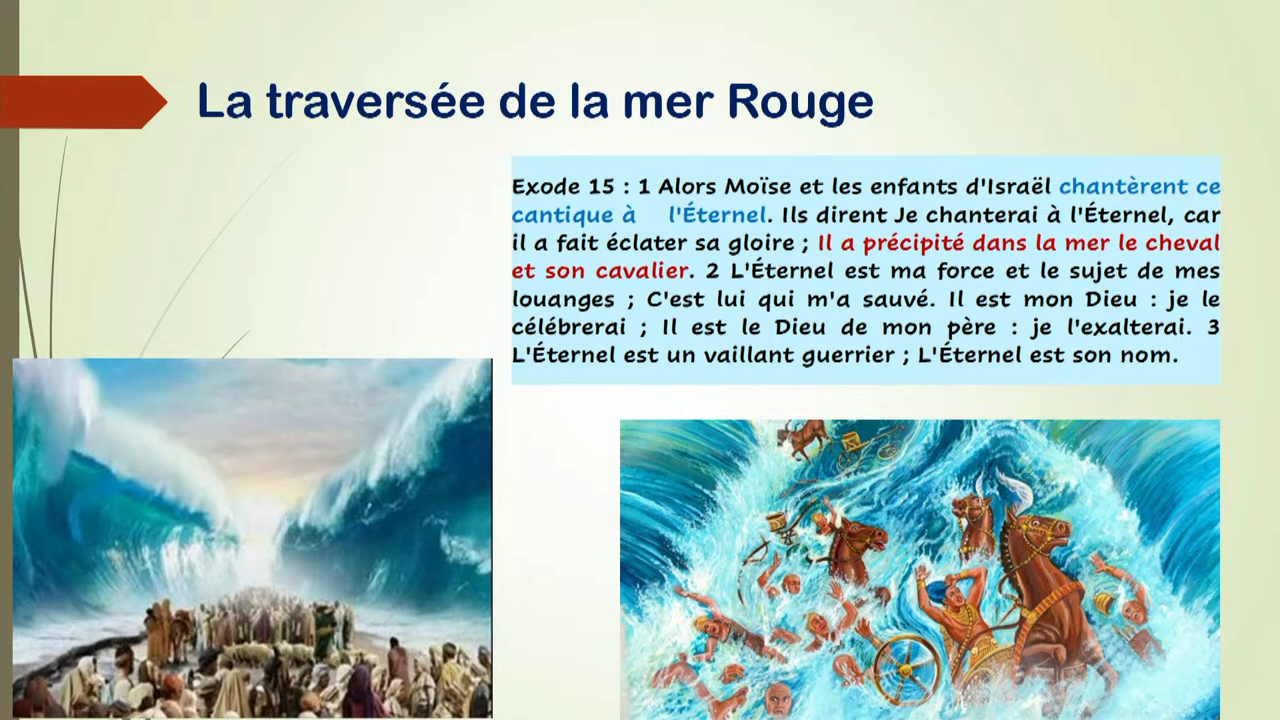 La traversée de la mer Rouge
Exode 15 : 1 Alors Moïse et les enfants d'Israël chantèrent ce
cantique à l'Éternel. Ils dirent Je chanterai à l'Éternel, car
il a fait éclater sa gloire ; Il a précipité dans la mer le cheval
et son cavalier. 2 L'Éternel est ma force et le sujet de mes
louanges ; C'est lui qui m'a sauvé. Il est mon Dieu : je le
célébrerai ; Il est le Dieu de mon père : je l'exalterai. 3
L'Éternel est un vaillant guerrier ; L'Éternel est son nom.